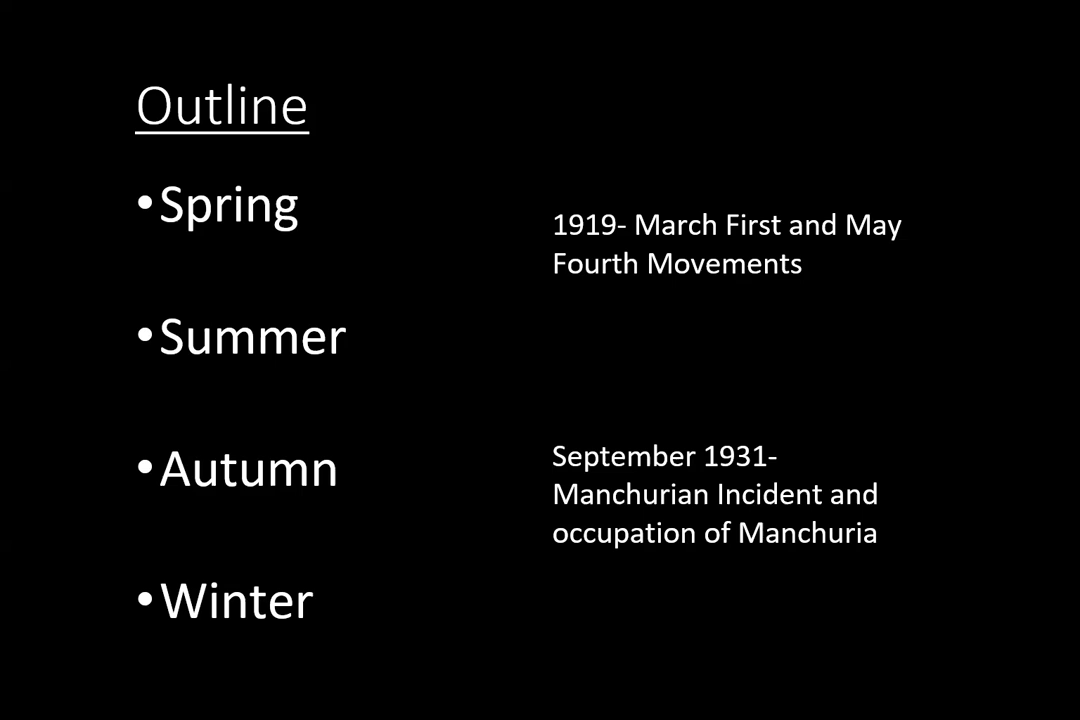 Outline
•Spring
1919- March First and May
Fourth Movements
•Summer
•Autumn
September 1931-
Manchurian Incident and
occupation of Manchuria
•Winter